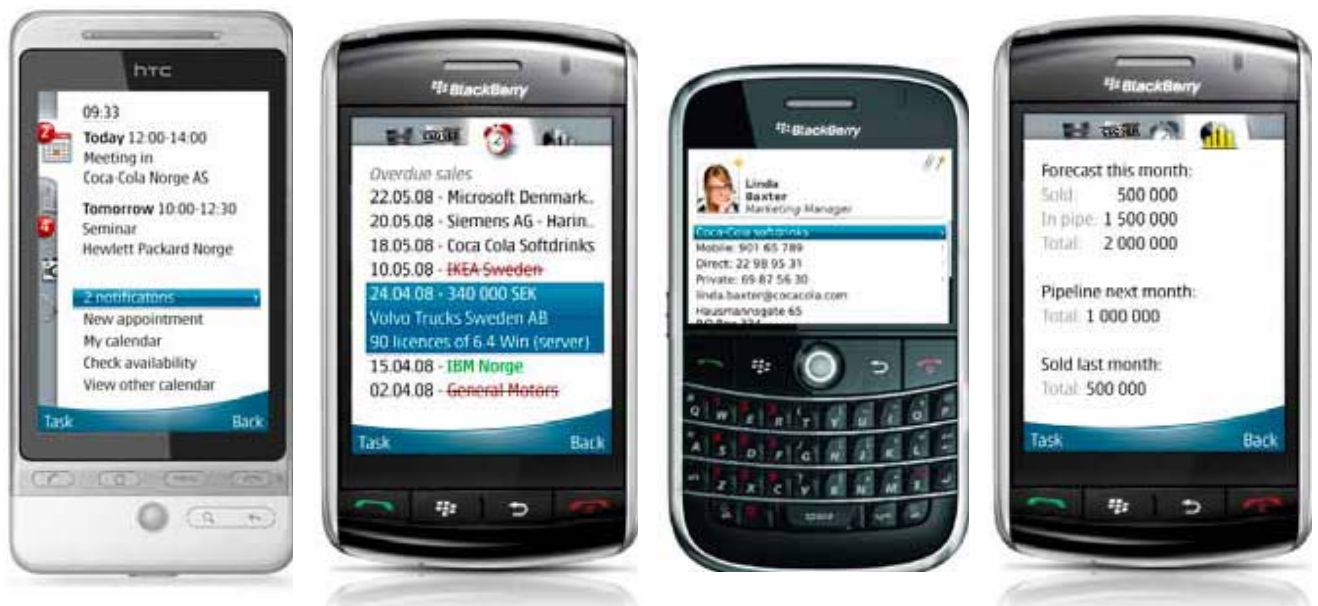 hTC
09:33
Today 12:00-14:00
Meeting in
Coca-Cola Norge AS
Tomorrow 10:00-12:30
Seminar
Hewlett Packard Norge
2
4
2 notifications
New appointment
My calendar
Check availability
View other calendar
Task Back
BlackBerry
Overdue sales
22.05.08 - Microsoft Denmark..
20.05.08 - Siemens AG - Harin..
18.05.08 - Coca Cola Softdrinks
10.05.08 - IKEA Sweden
24.04.08 - 340 000 SEK
Volvo Trucks Sweden AB
90 licences of 6.4 Win (server)
15.04.08 - IBM Norge
02.04.08 - General Motors
Task Back
BlackBerry
Linda
Baxter
Marketing Manager
Coca-Cola softdrinks
Mobile: 901 65 789
Direct: 22 98 95 31
Private: 69 87 56 30
linda.baxter@cocacola.com
Hausmannsgate 65
Q W E R T Y U I O P
A S D F G H J K L
Z X C V B N M
space
BlackBerry
Forecast this month:
Sold: 500 000
In pipe: 1 500 000
Total: 2 000 000
Pipeline next month:
Total: 1 000 000
Sold last month:
Total: 500 000
Task Back